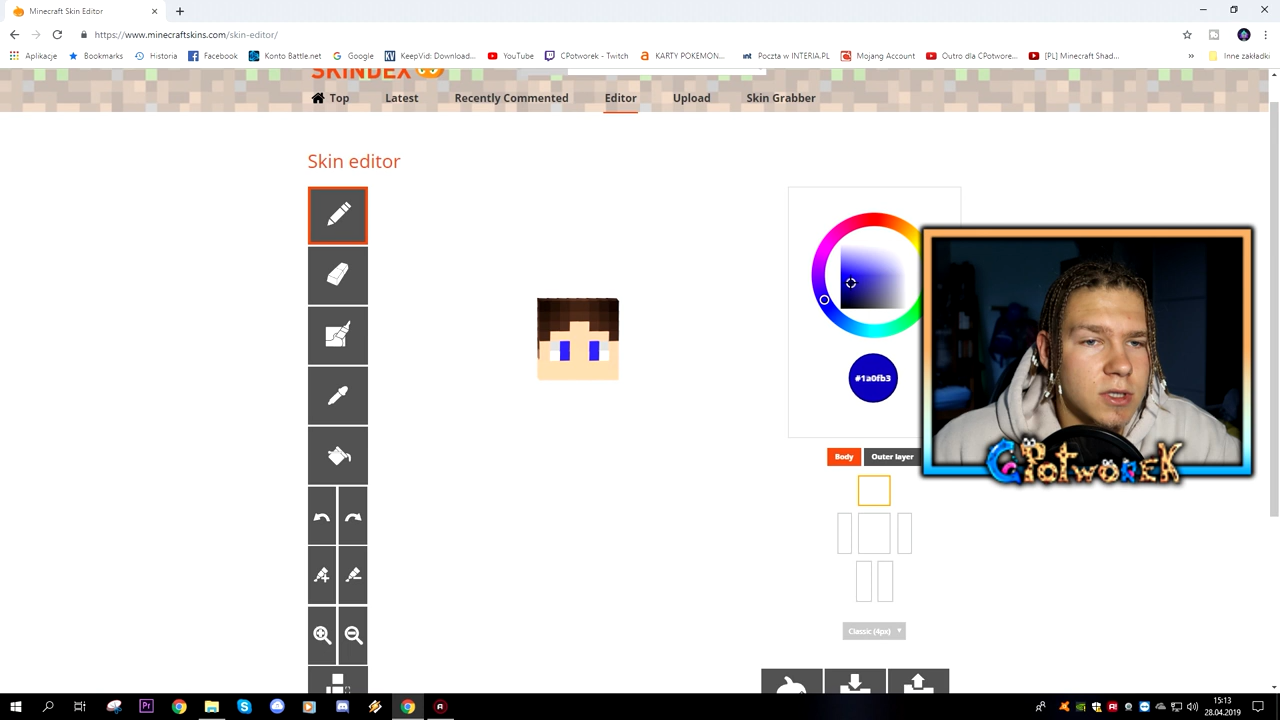 Minecraft Skin Editor
https://www.minecraftskins.com/skin-editor/
Aplikacje Bookmarks Historia Facebook Konto Battle.net Google KeepVid: Download... YouTube CPotworek - Twitch KARTY POKEMON... Poczta w INTERIA.PL Mojang Account Outro dla CPotwore... [PL] Minecraft Shad... » Inne zakładki
SKINDEX
Top Latest Recently Commented Editor Upload Skin Grabber
Skin editor
#1a0fb3
Body Outer layer
CPotworek
Classic (4px)
15:13
28.04.2019